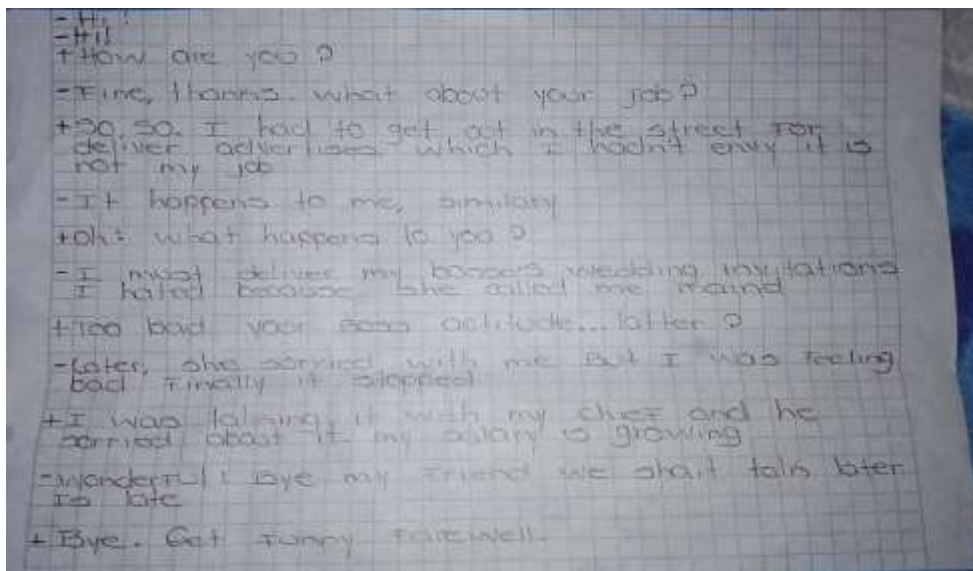 - Hi!
- Hi!
+ How are you?
- Fine, thanks. what about your job?
+ So, so. I had to get out in the street for
deliver advertises which I hadn't envy it is
not my job
- It happens to me, similary
+ Oh! what happens to you?
- I must deliver my bosses wedding invitations
I hated because she called me
+ Too bad your boss actitude... latter?
- Later, she sorried with me But I was feeling
bad Finally it stopped
+ I was talking it with my chief and he
sorried about it my salary is growing
- Wonderful! Bye my friend we shall talk later
Is late
+ Bye. Get funny farewell.